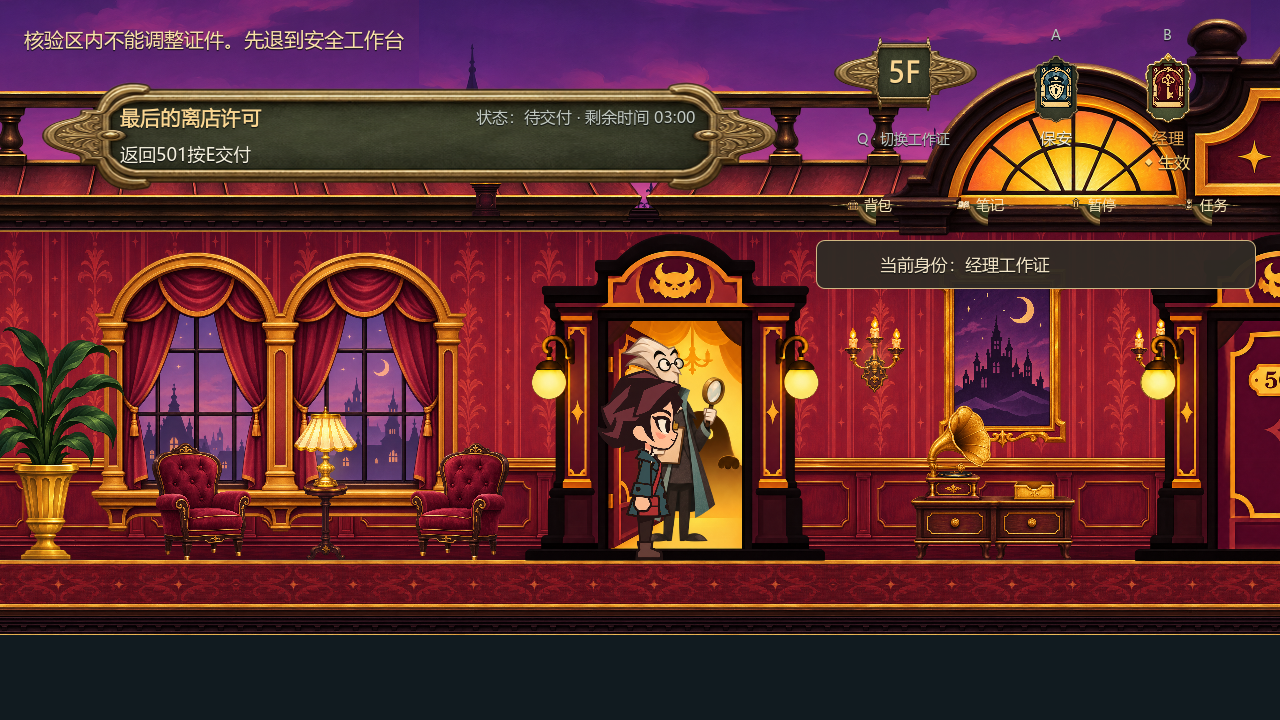 核验区内不能调整证件。先退到安全工作台
最后的离店许可
状态：待交付 · 剩余时间 03:00
返回501按E交付
5F
A
B
Q · 切换工作证
保安
经理
生效
背包
笔记
暂停
任务
当前身份：经理工作证